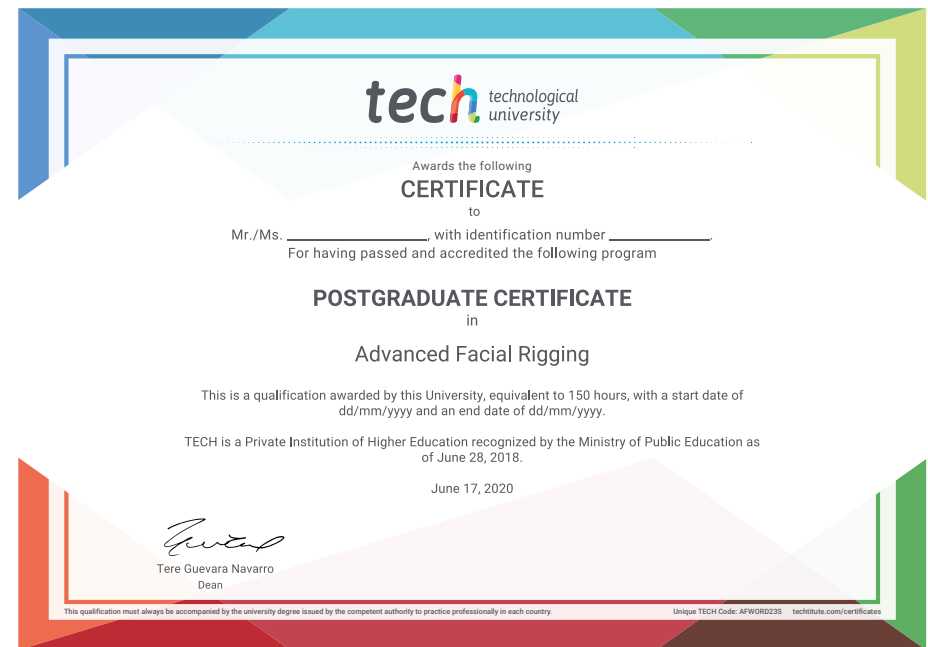 tech technological
university
Awards the following
CERTIFICATE
to
Mr./Ms. ____________________, with identification number ______________.
For having passed and accredited the following program
POSTGRADUATE CERTIFICATE
in
Advanced Facial Rigging
This is a qualification awarded by this University, equivalent to 150 hours, with a start date of
dd/mm/yyyy and an end date of dd/mm/yyyy.
TECH is a Private Institution of Higher Education recognized by the Ministry of Public Education as
of June 28, 2018.
June 17, 2020
Tere Guevara Navarro
Dean
This qualification must always be accompanied by the university degree issued by the competent authority to practice professionally in each country. Unique TECH Code: AFWORD23S techtitute.com/certificates